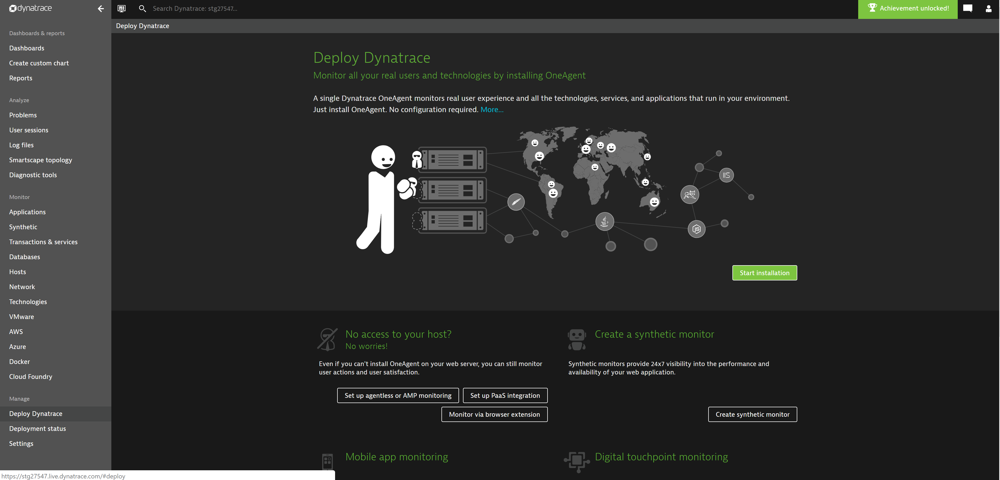 dynatrace
Search Dynatrace: stg27547...
Achievement unlocked!
Deploy Dynatrace
Dashboards & reports
Dashboards
Create custom chart
Reports
Analyze
Problems
User sessions
Log files
Smartscape topology
Diagnostic tools
Monitor
Applications
Synthetic
Transactions & services
Databases
Hosts
Network
Technologies
VMware
AWS
Azure
Docker
Cloud Foundry
Manage
Deploy Dynatrace
Deployment status
Settings
Deploy Dynatrace
Monitor all your real users and technologies by installing OneAgent
A single Dynatrace OneAgent monitors real user experience and all the technologies, services, and applications that run in your environment.
Just install OneAgent. No configuration required. More...
IIS
JS
Start installation
No access to your host?
No worries!
Even if you can't install OneAgent on your web server, you can still monitor
user actions and user satisfaction.
Set up agentless or AMP monitoring
Set up PaaS integration
Monitor via browser extension
Create a synthetic monitor
Synthetic monitors provide 24x7 visibility into the performance and
availability of your web application.
Create synthetic monitor
Mobile app monitoring
Digital touchpoint monitoring
https://stg27547.live.dynatrace.com/#deploy